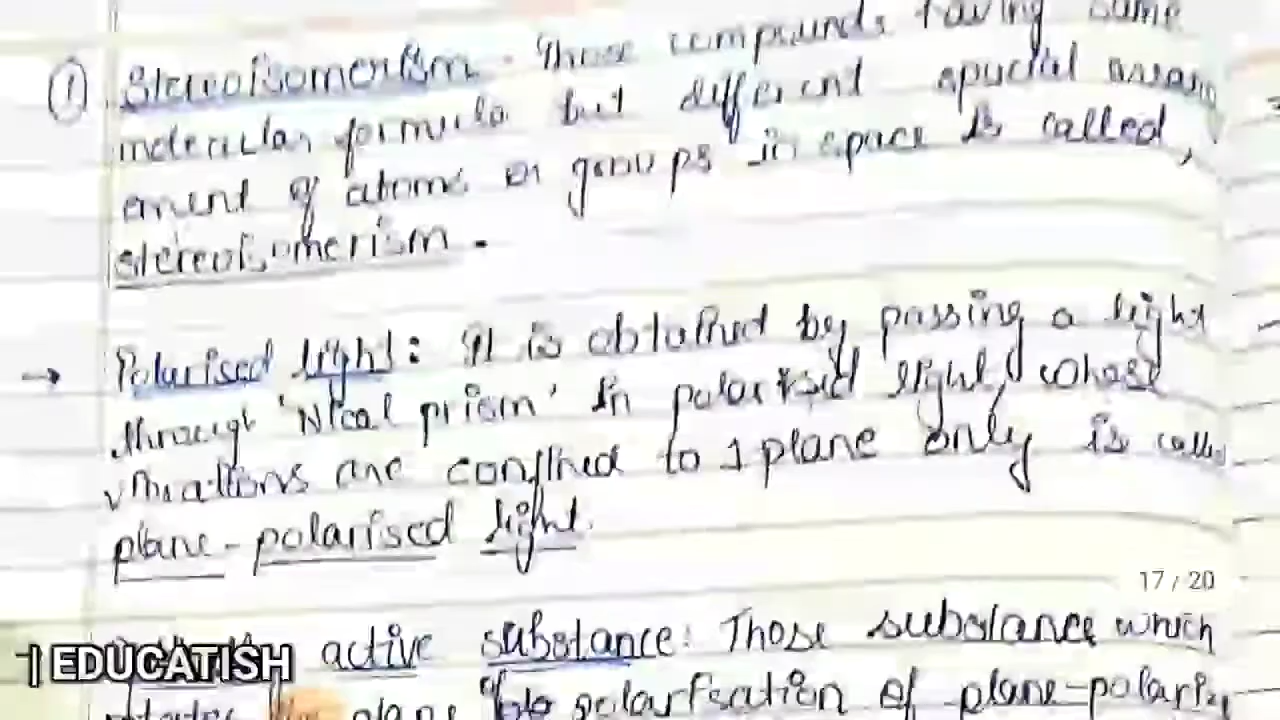 ① Stereoisomerism - Those compounds having same
molecular formula but different spacial arrang
ement of atoms or groups in space is called,
stereoisomerism.
→ Polarised light: It is obtained by passing a light
through 'Nical prism' in polarised light, whose
vibrations are confined to 1 plane only is called
plane-polarised light.
17 / 20
active substance: Those substance which
plane polarisation of plane-polaris
| EDUCATISH